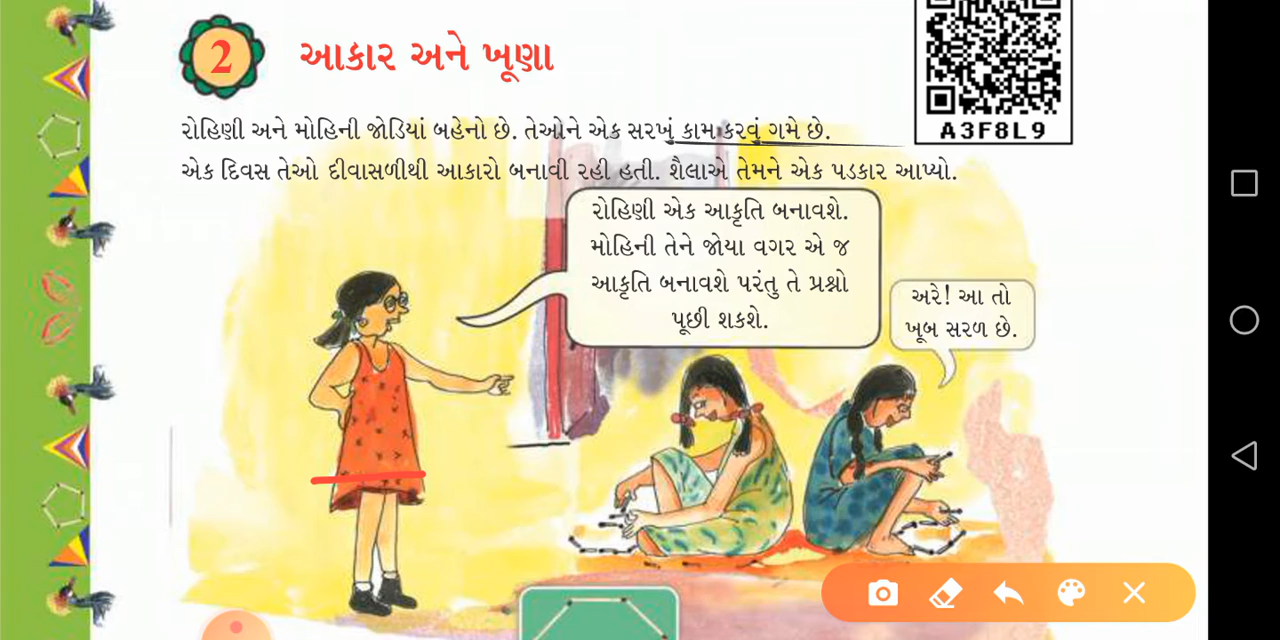 2
આકાર અને ખૂણા
A3F8L9
રોહિણી અને મોહિની જોડિયાં બહેનો છે. તેઓને એક સરખું કામ કરવું ગમે છે.
એક દિવસ તેઓ દીવાસળીથી આકારો બનાવી રહી હતી. શૈલાએ તેમને એક પડકાર આપ્યો.
રોહિણી એક આકૃતિ બનાવશે.
મોહિની તેને જોયા વગર એ જ
આકૃતિ બનાવશે પરંતુ તે પ્રશ્નો
પૂછી શકશે.
અરે! આ તો
ખૂબ સરળ છે.